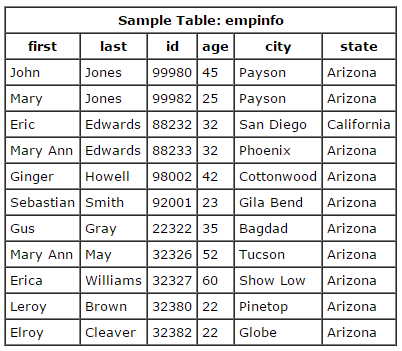 Sample Table: empinfo
first last id age city state
John Jones 99980 45 Payson Arizona
Mary Jones 99982 25 Payson Arizona
Eric Edwards 88232 32 San Diego California
Mary Ann Edwards 88233 32 Phoenix Arizona
Ginger Howell 98002 42 Cottonwood Arizona
Sebastian Smith 92001 23 Gila Bend Arizona
Gus Gray 22322 35 Bagdad Arizona
Mary Ann May 32326 52 Tucson Arizona
Erica Williams 32327 60 Show Low Arizona
Leroy Brown 32380 22 Pinetop Arizona
Elroy Cleaver 32382 22 Globe Arizona